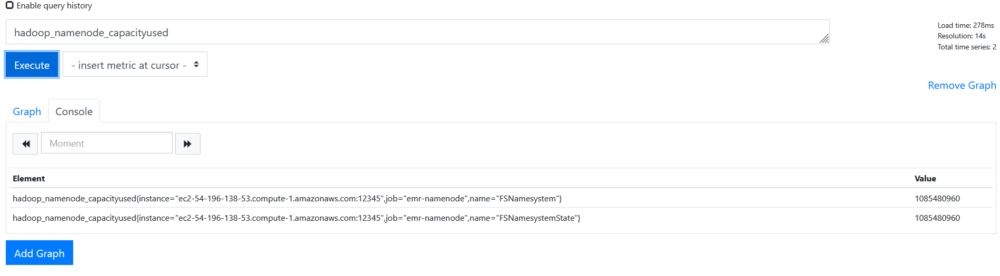 Enable query history
hadoop_namenode_capacityused
Load time: 278ms
Resolution: 14s
Total time series: 2
Execute
- insert metric at cursor -
Remove Graph
Graph
Console
Moment
Element Value
hadoop_namenode_capacityused{instance="ec2-54-196-138-53.compute-1.amazonaws.com:12345",job="emr-namenode",name="FSNamesystem"} 1085480960
hadoop_namenode_capacityused{instance="ec2-54-196-138-53.compute-1.amazonaws.com:12345",job="emr-namenode",name="FSNamesystemState"} 1085480960
Add Graph